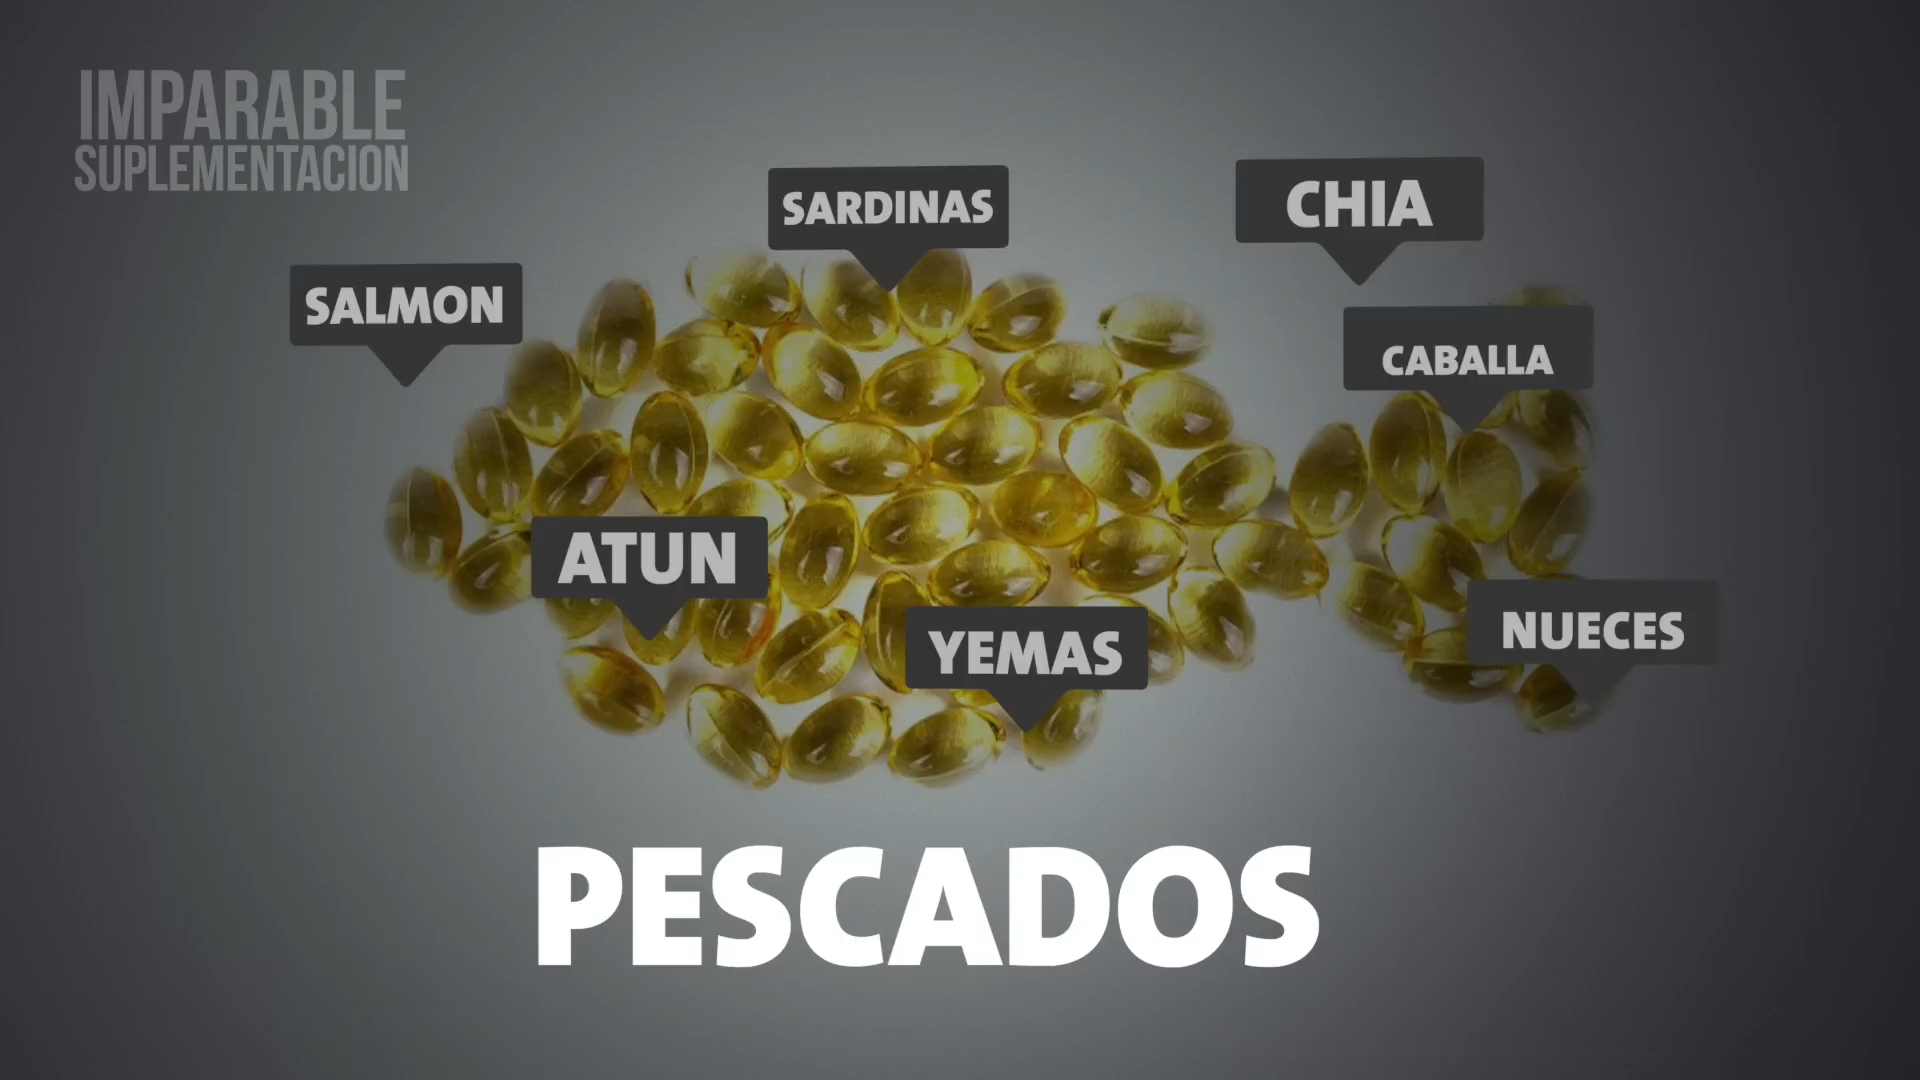 IMPARABLE
SUPLEMENTACION
SARDINAS
CHIA
SALMON
CABALLA
ATUN
YEMAS
NUECES
PESCADOS